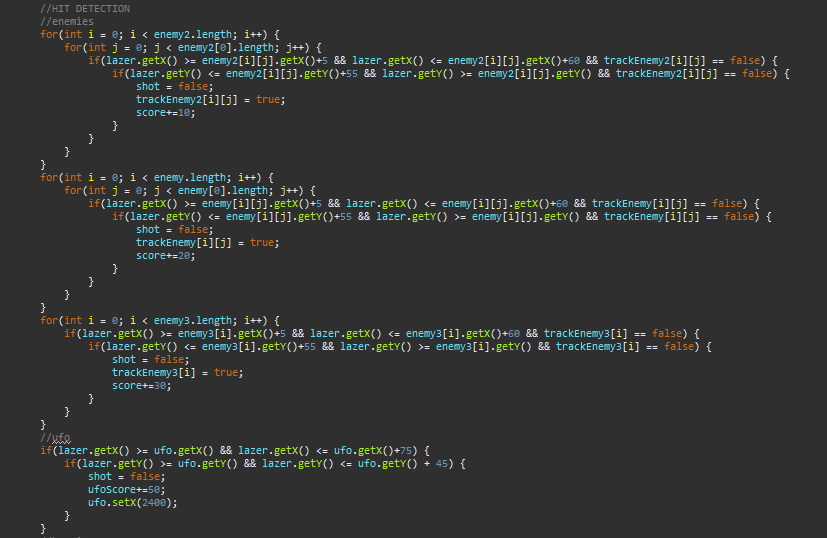 //HIT DETECTION
//enemies
for(int i = 0; i < enemy2.length; i++) {
for(int j = 0; j < enemy2[0].length; j++) {
if(lazer.getX() >= enemy2[i][j].getX()+5 && lazer.getX() <= enemy2[i][j].getX()+60 && trackEnemy2[i][j] == false) {
if(lazer.getY() <= enemy2[i][j].getY()+55 && lazer.getY() >= enemy2[i][j].getY() && trackEnemy2[i][j] == false) {
shot = false;
trackEnemy2[i][j] = true;
score+=10;
}
}
}
}
for(int i = 0; i < enemy.length; i++) {
for(int j = 0; j < enemy[0].length; j++) {
if(lazer.getX() >= enemy[i][j].getX()+5 && lazer.getX() <= enemy[i][j].getX()+60 && trackEnemy[i][j] == false) {
if(lazer.getY() <= enemy[i][j].getY()+55 && lazer.getY() >= enemy[i][j].getY() && trackEnemy[i][j] == false) {
shot = false;
trackEnemy[i][j] = true;
score+=20;
}
}
}
}
for(int i = 0; i < enemy3.length; i++) {
if(lazer.getX() >= enemy3[i].getX()+5 && lazer.getX() <= enemy3[i].getX()+60 && trackEnemy3[i] == false) {
if(lazer.getY() <= enemy3[i].getY()+55 && lazer.getY() >= enemy3[i].getY() && trackEnemy3[i] == false) {
shot = false;
trackEnemy3[i] = true;
score+=30;
}
}
}
//ufo
if(lazer.getX() >= ufo.getX() && lazer.getX() <= ufo.getX()+75) {
if(lazer.getY() >= ufo.getY() && lazer.getY() <= ufo.getY() + 45) {
shot = false;
ufoScore+=50;
ufo.setX(2400);
}
}